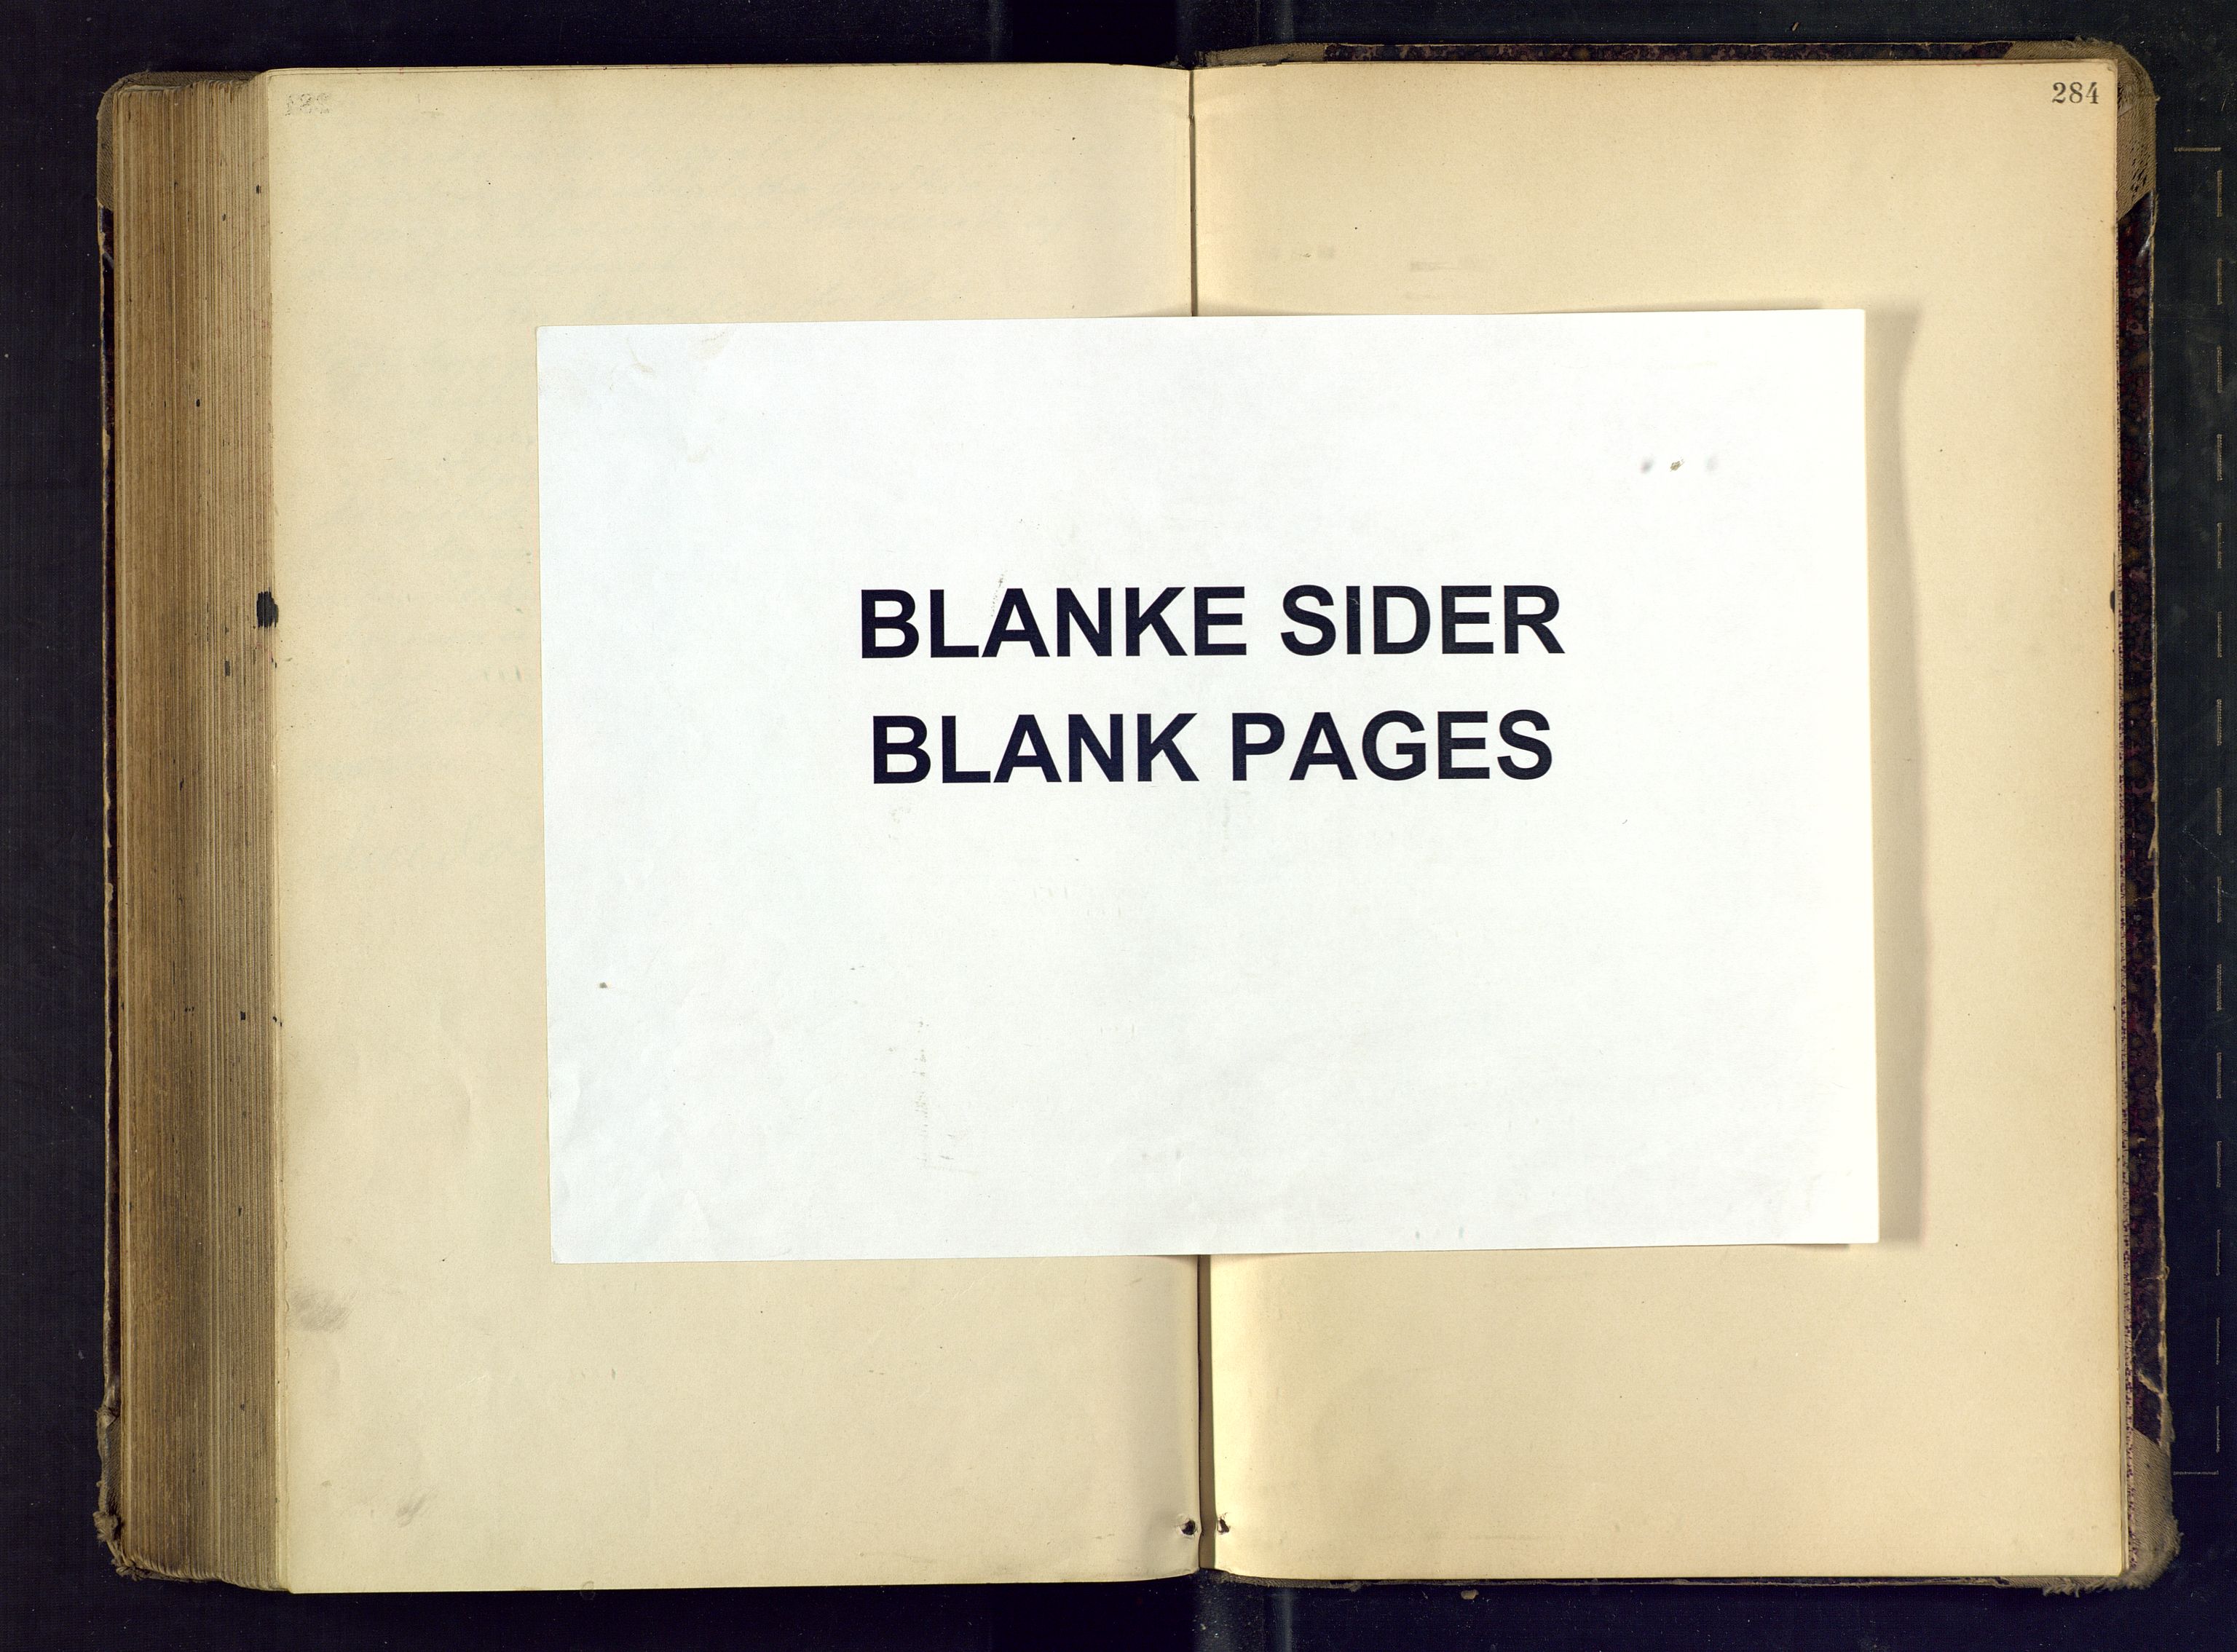 284
BLANKE SIDER
BLANK PAGES